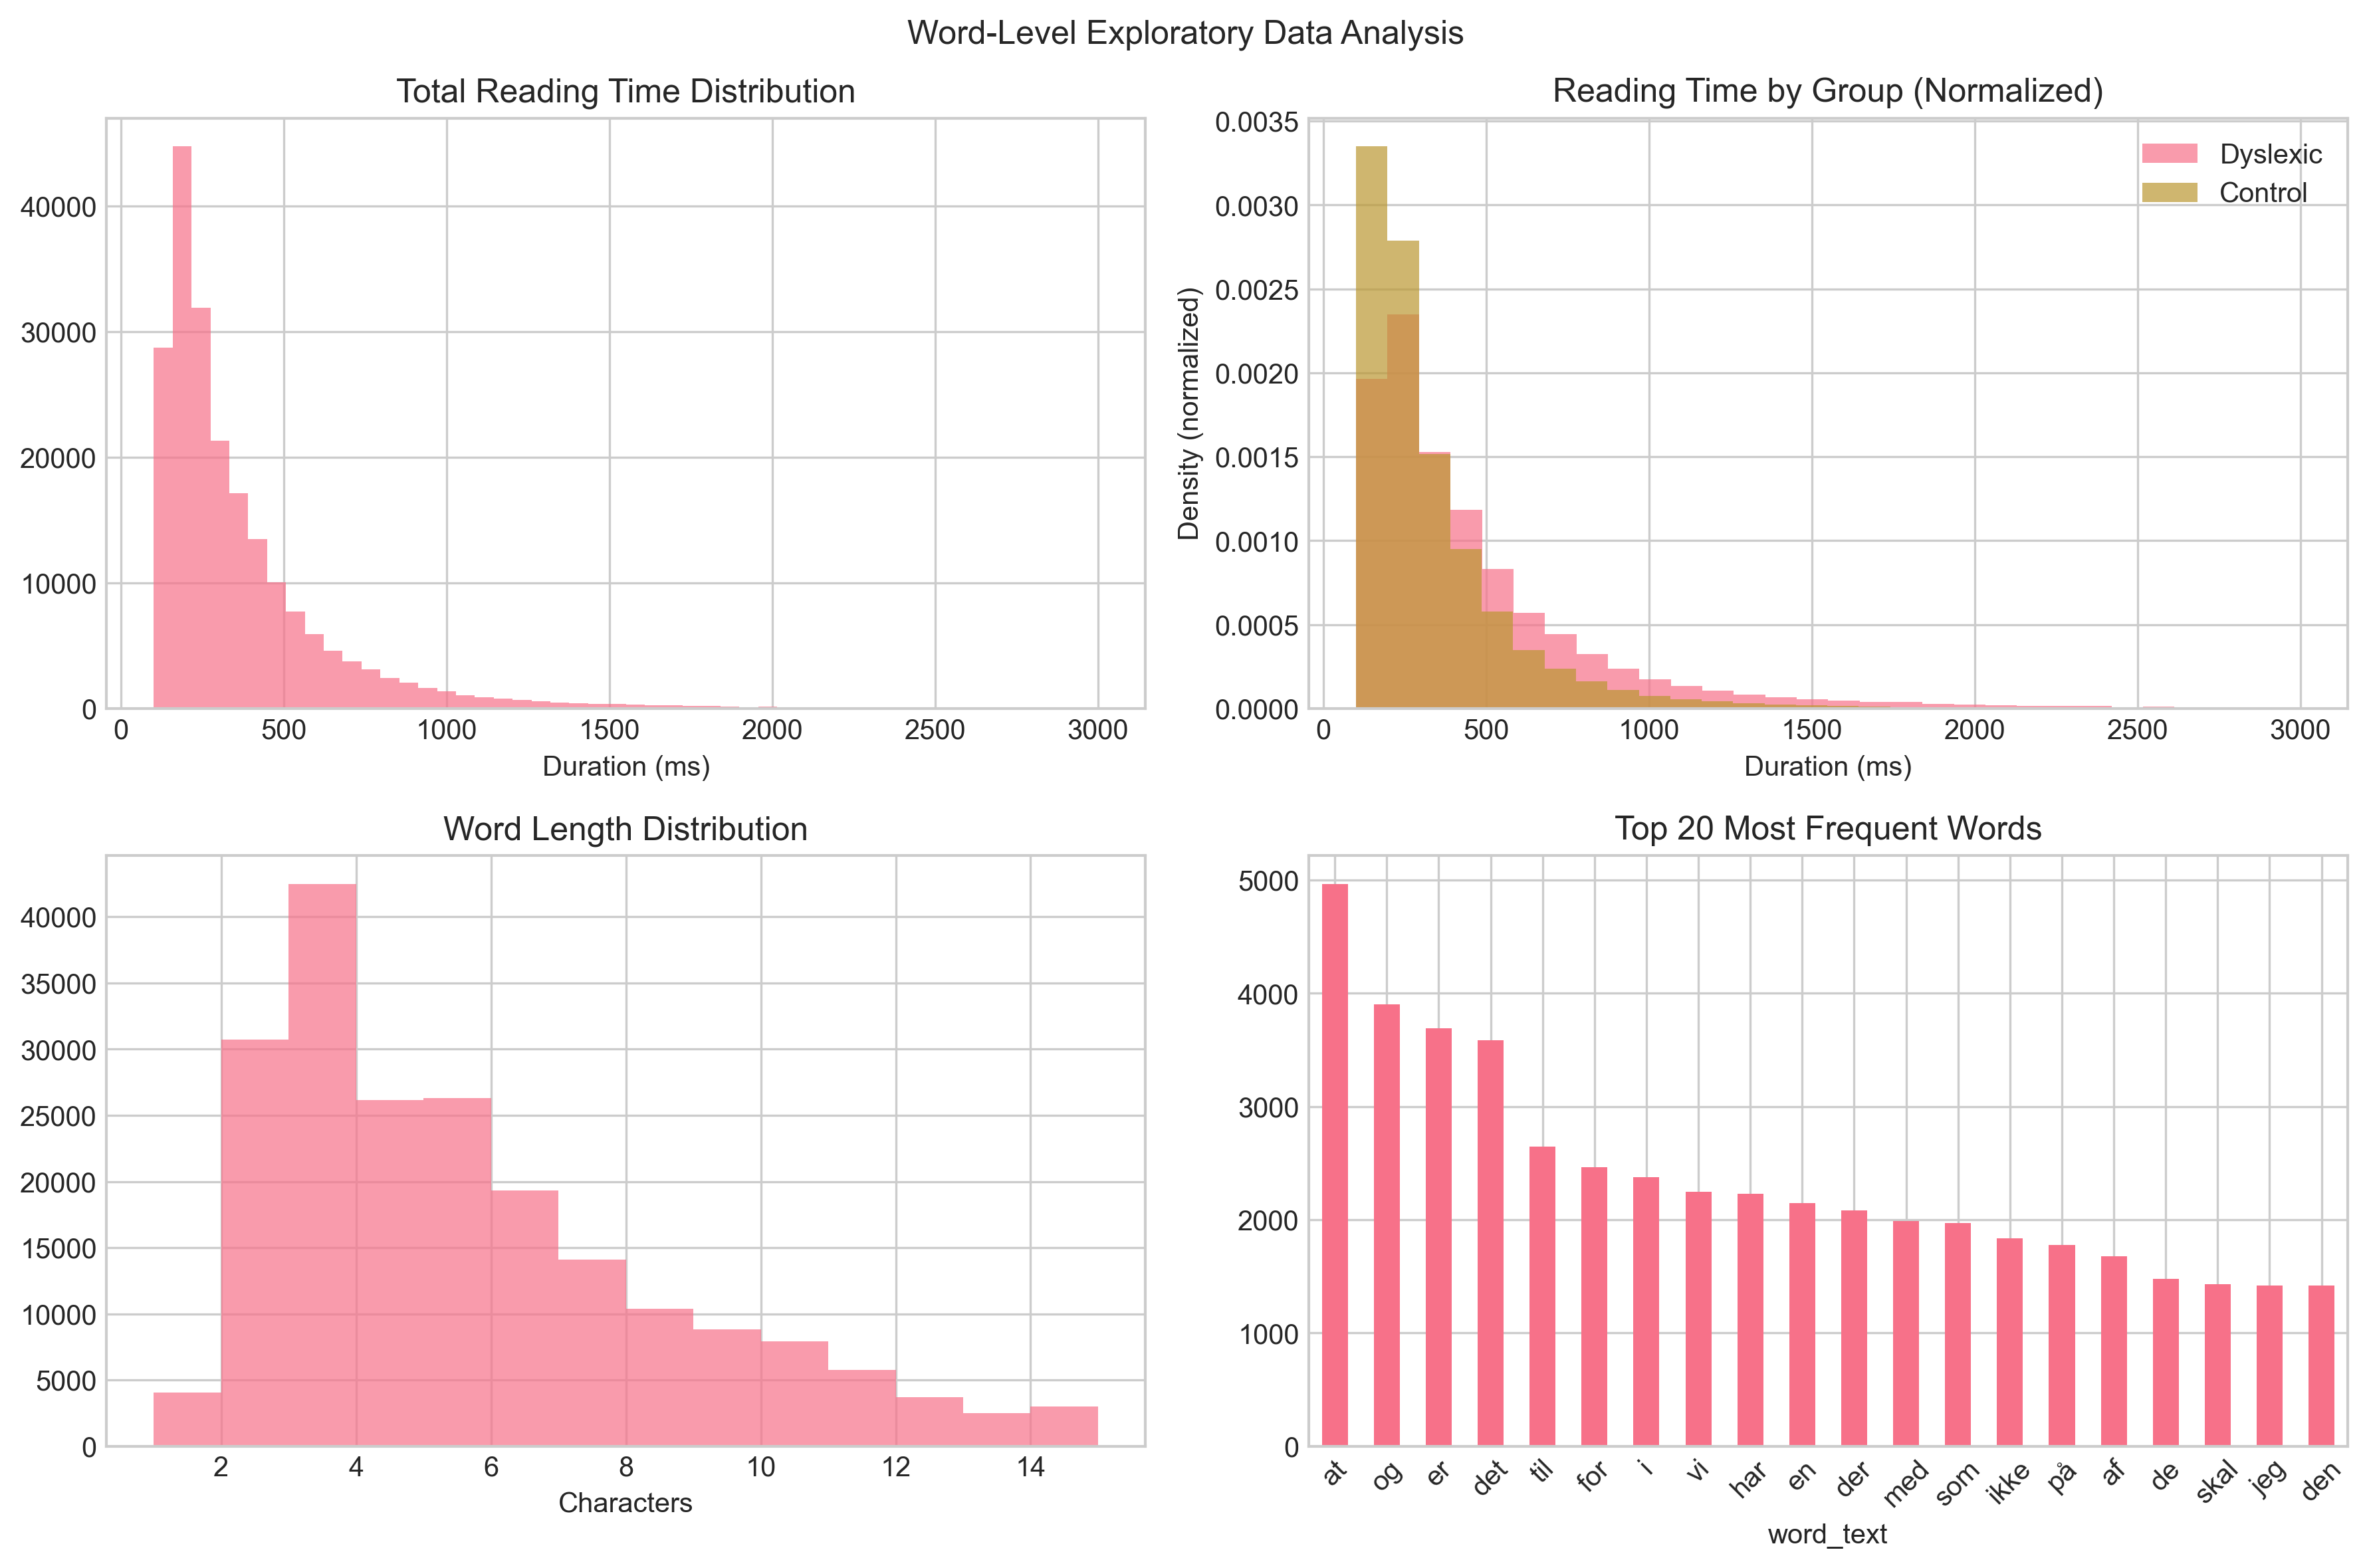 Word-Level Exploratory Data Analysis
Total Reading Time Distribution
40000
30000
20000
10000
0
0 500 1000 1500 2000 2500 3000
Duration (ms)
Reading Time by Group (Normalized)
Dyslexic
Control
Density (normalized)
0.0035
0.0030
0.0025
0.0020
0.0015
0.0010
0.0005
0.0000
0 500 1000 1500 2000 2500 3000
Duration (ms)
Word Length Distribution
40000
35000
30000
25000
20000
15000
10000
5000
0
2 4 6 8 10 12 14
Characters
Top 20 Most Frequent Words
5000
4000
3000
2000
1000
0
at og er det til for i vi har en der med som ikke på af de skal jeg den
word_text